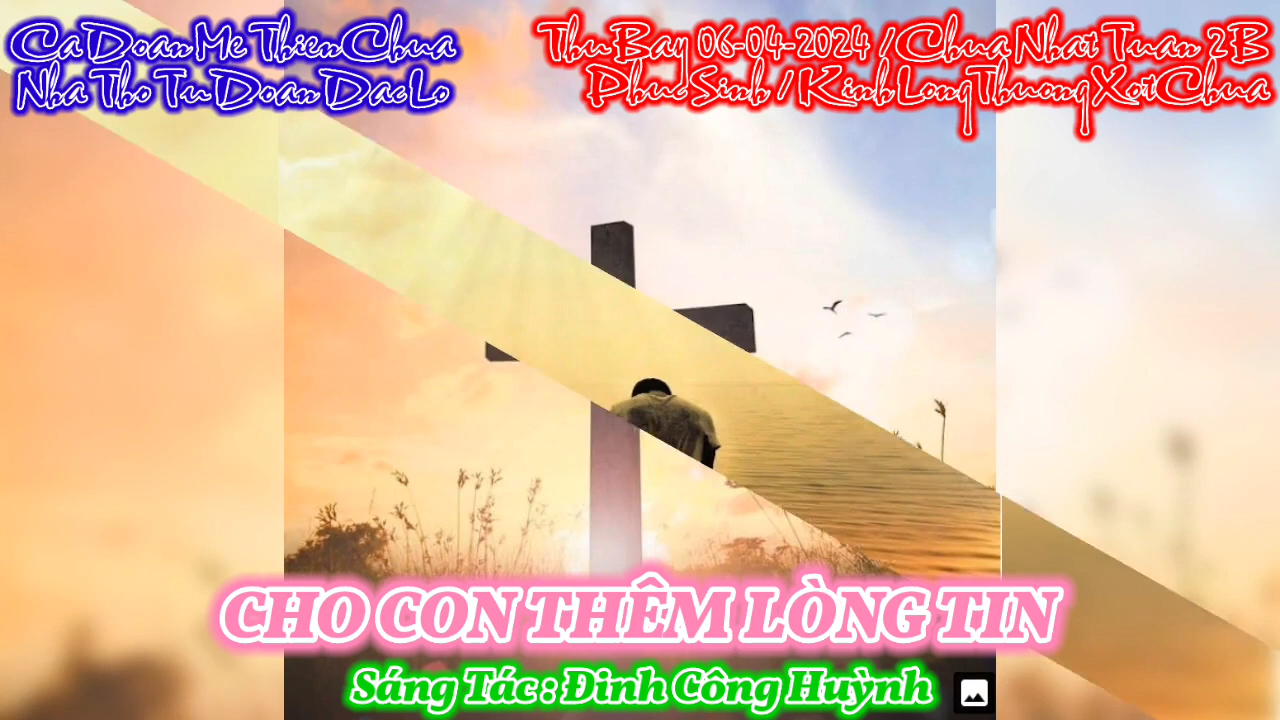 Ca Doan Me Thien Chua
Nha Tho Tu Doan Dac Lo
Thu Bay 06-04-2024 / Chua Nhat Tuan 2B
Phuc Sinh / Kinh Long Thuong Xot Chua
CHO CON THÊM LÒNG TIN
Sáng Tác : Đinh Công Huỳnh